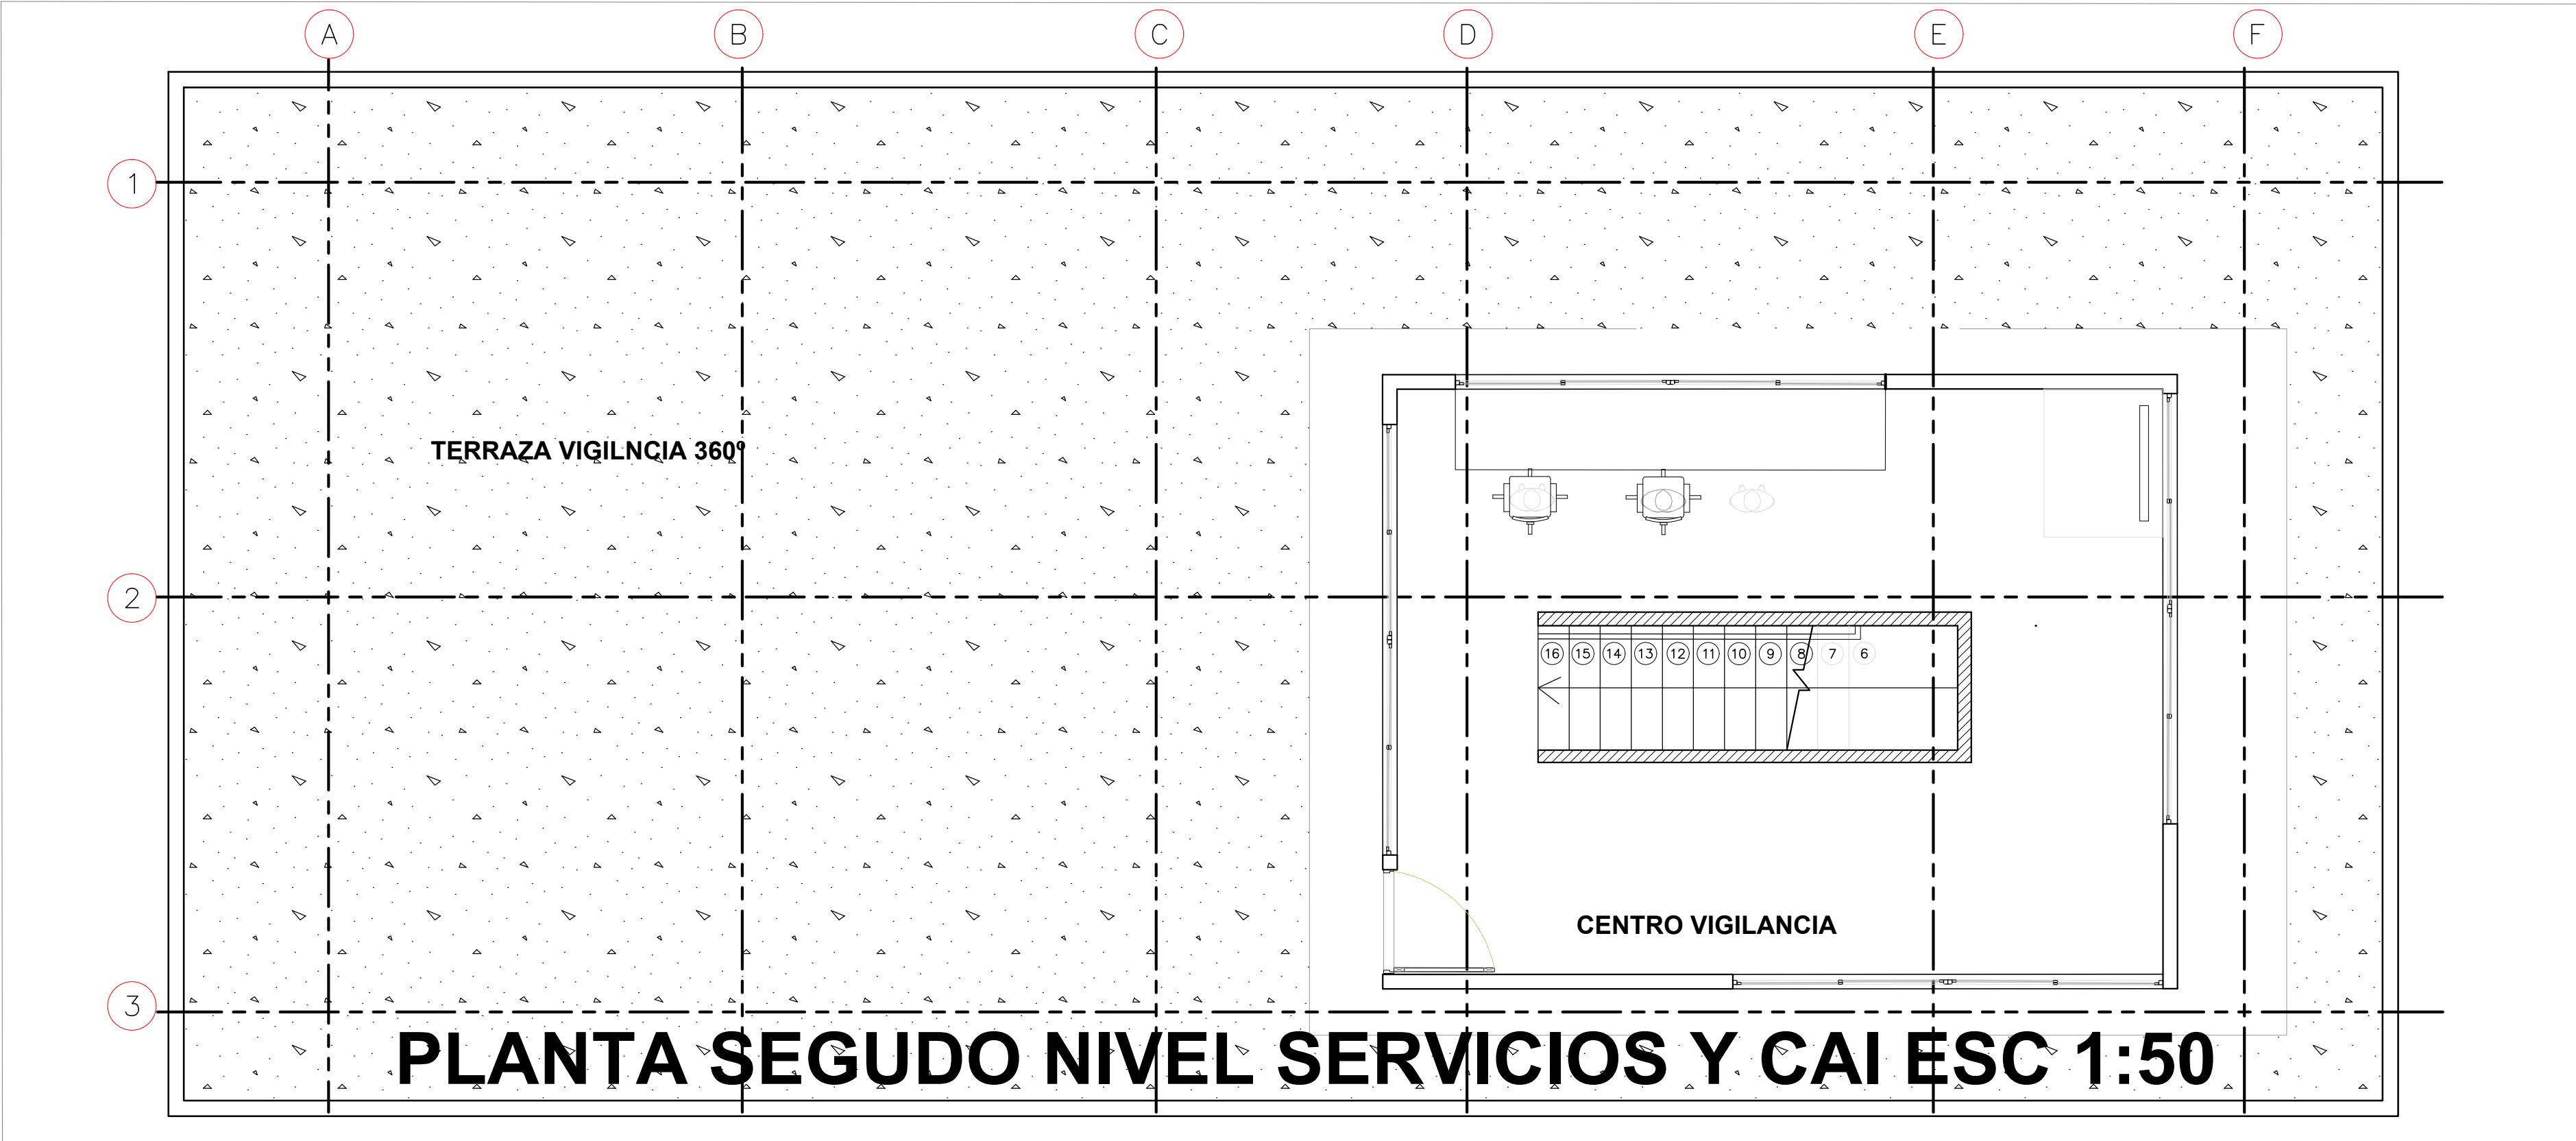 A B C D E F
1
TERRAZA VIGILNCIA 360º
2
16 15 14 13 12 11 10 9 8 7 6
CENTRO VIGILANCIA
3
PLANTA SEGUDO NIVEL SERVICIOS Y CAI ESC 1:50